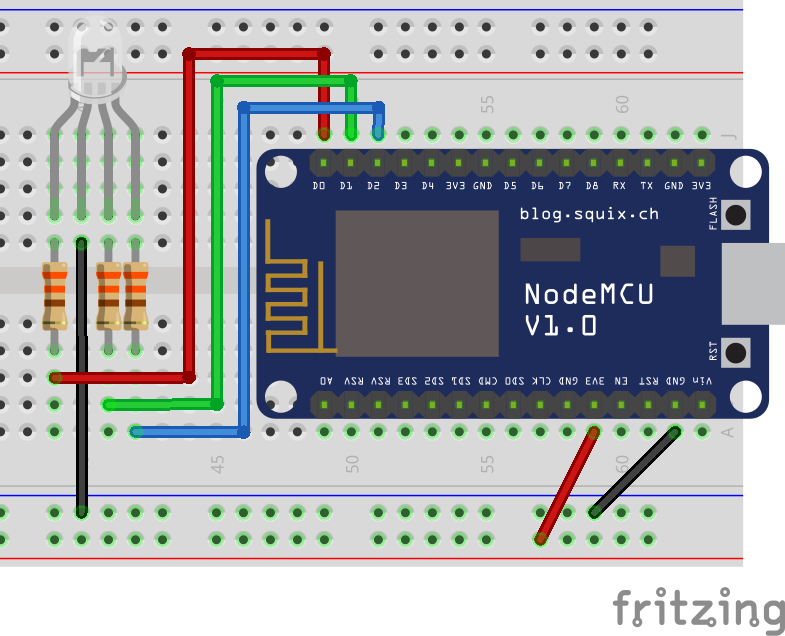 55 60
J
D0 D1 D2 D3 D4 3V3 GND D5 D6 D7 D8 RX TX GND 3V3
FLASH
blog.squix.ch
NodeMCU
V1.0
RST
A0 RSV RSV SD3 SD2 SD1 CMD SD0 CLK GND 3V3 EN RST GND Vin
A
45 50 55 60
fritzing